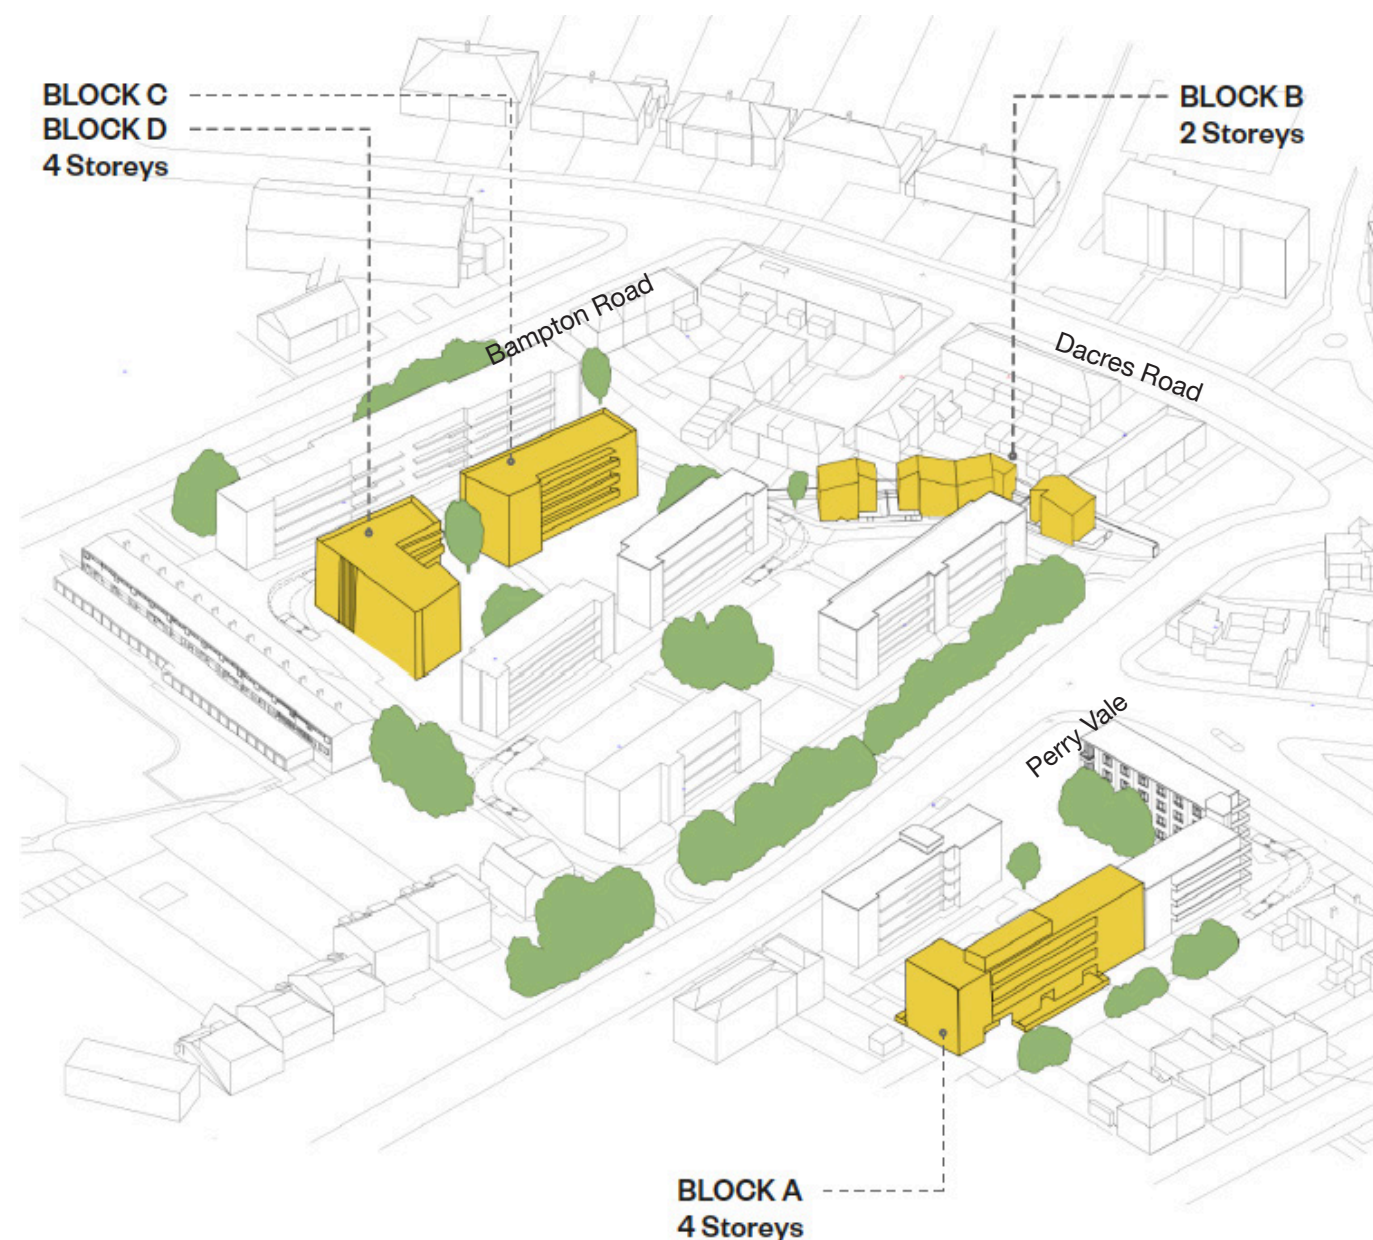 BLOCK C
BLOCK D
4 Storeys
BLOCK B
2 Storeys
Bampton Road
Dacres Road
Perry Vale
BLOCK A
4 Storeys